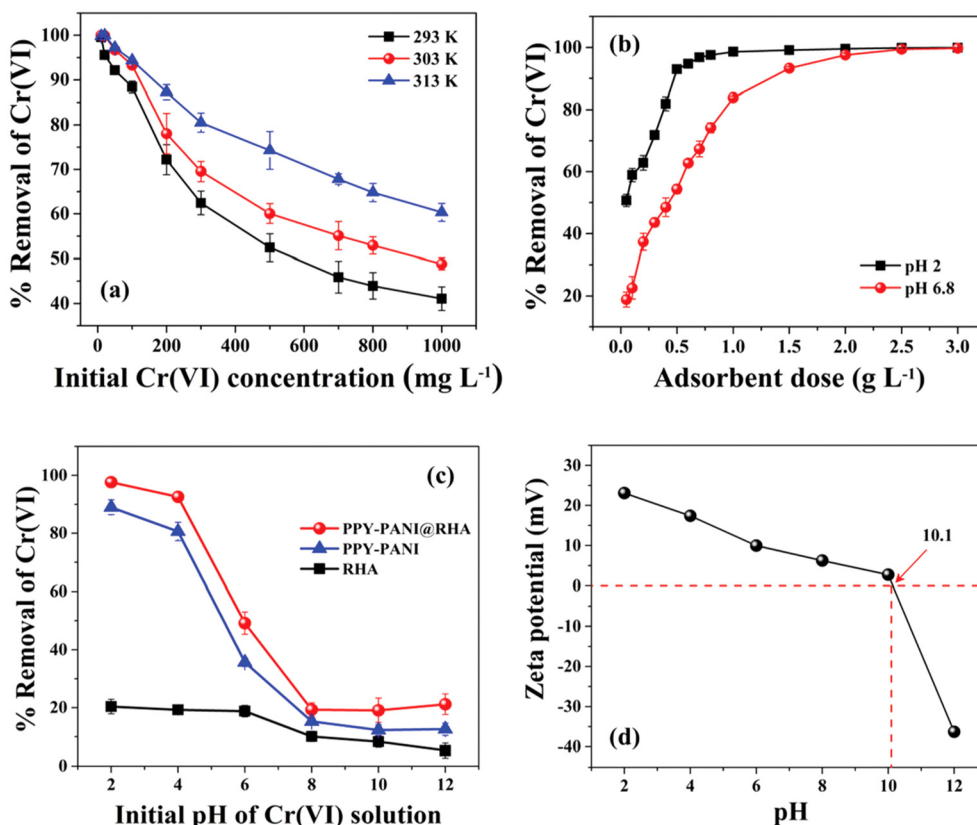 % Removal of Cr(VI)
100
90
80
70
60
50
40
293 K
303 K
313 K
(a)
0
200
400
600
800
1000
Initial Cr(VI) concentration (mg L-1)
% Removal of Cr(VI)
100
80
60
40
20
(b)
pH 2
pH 6.8
0.0
0.5
1.0
1.5
2.0
2.5
3.0
Adsorbent dose (g L-1)
% Removal of Cr(VI)
100
80
60
40
20
0
(c)
PPY-PANI@RHA
PPY-PANI
RHA
2
4
6
8
10
12
Initial pH of Cr(VI) solution
Zeta potential (mV)
30
20
10
0
-10
-20
-30
-40
10.1
(d)
2
4
6
8
10
12
pH